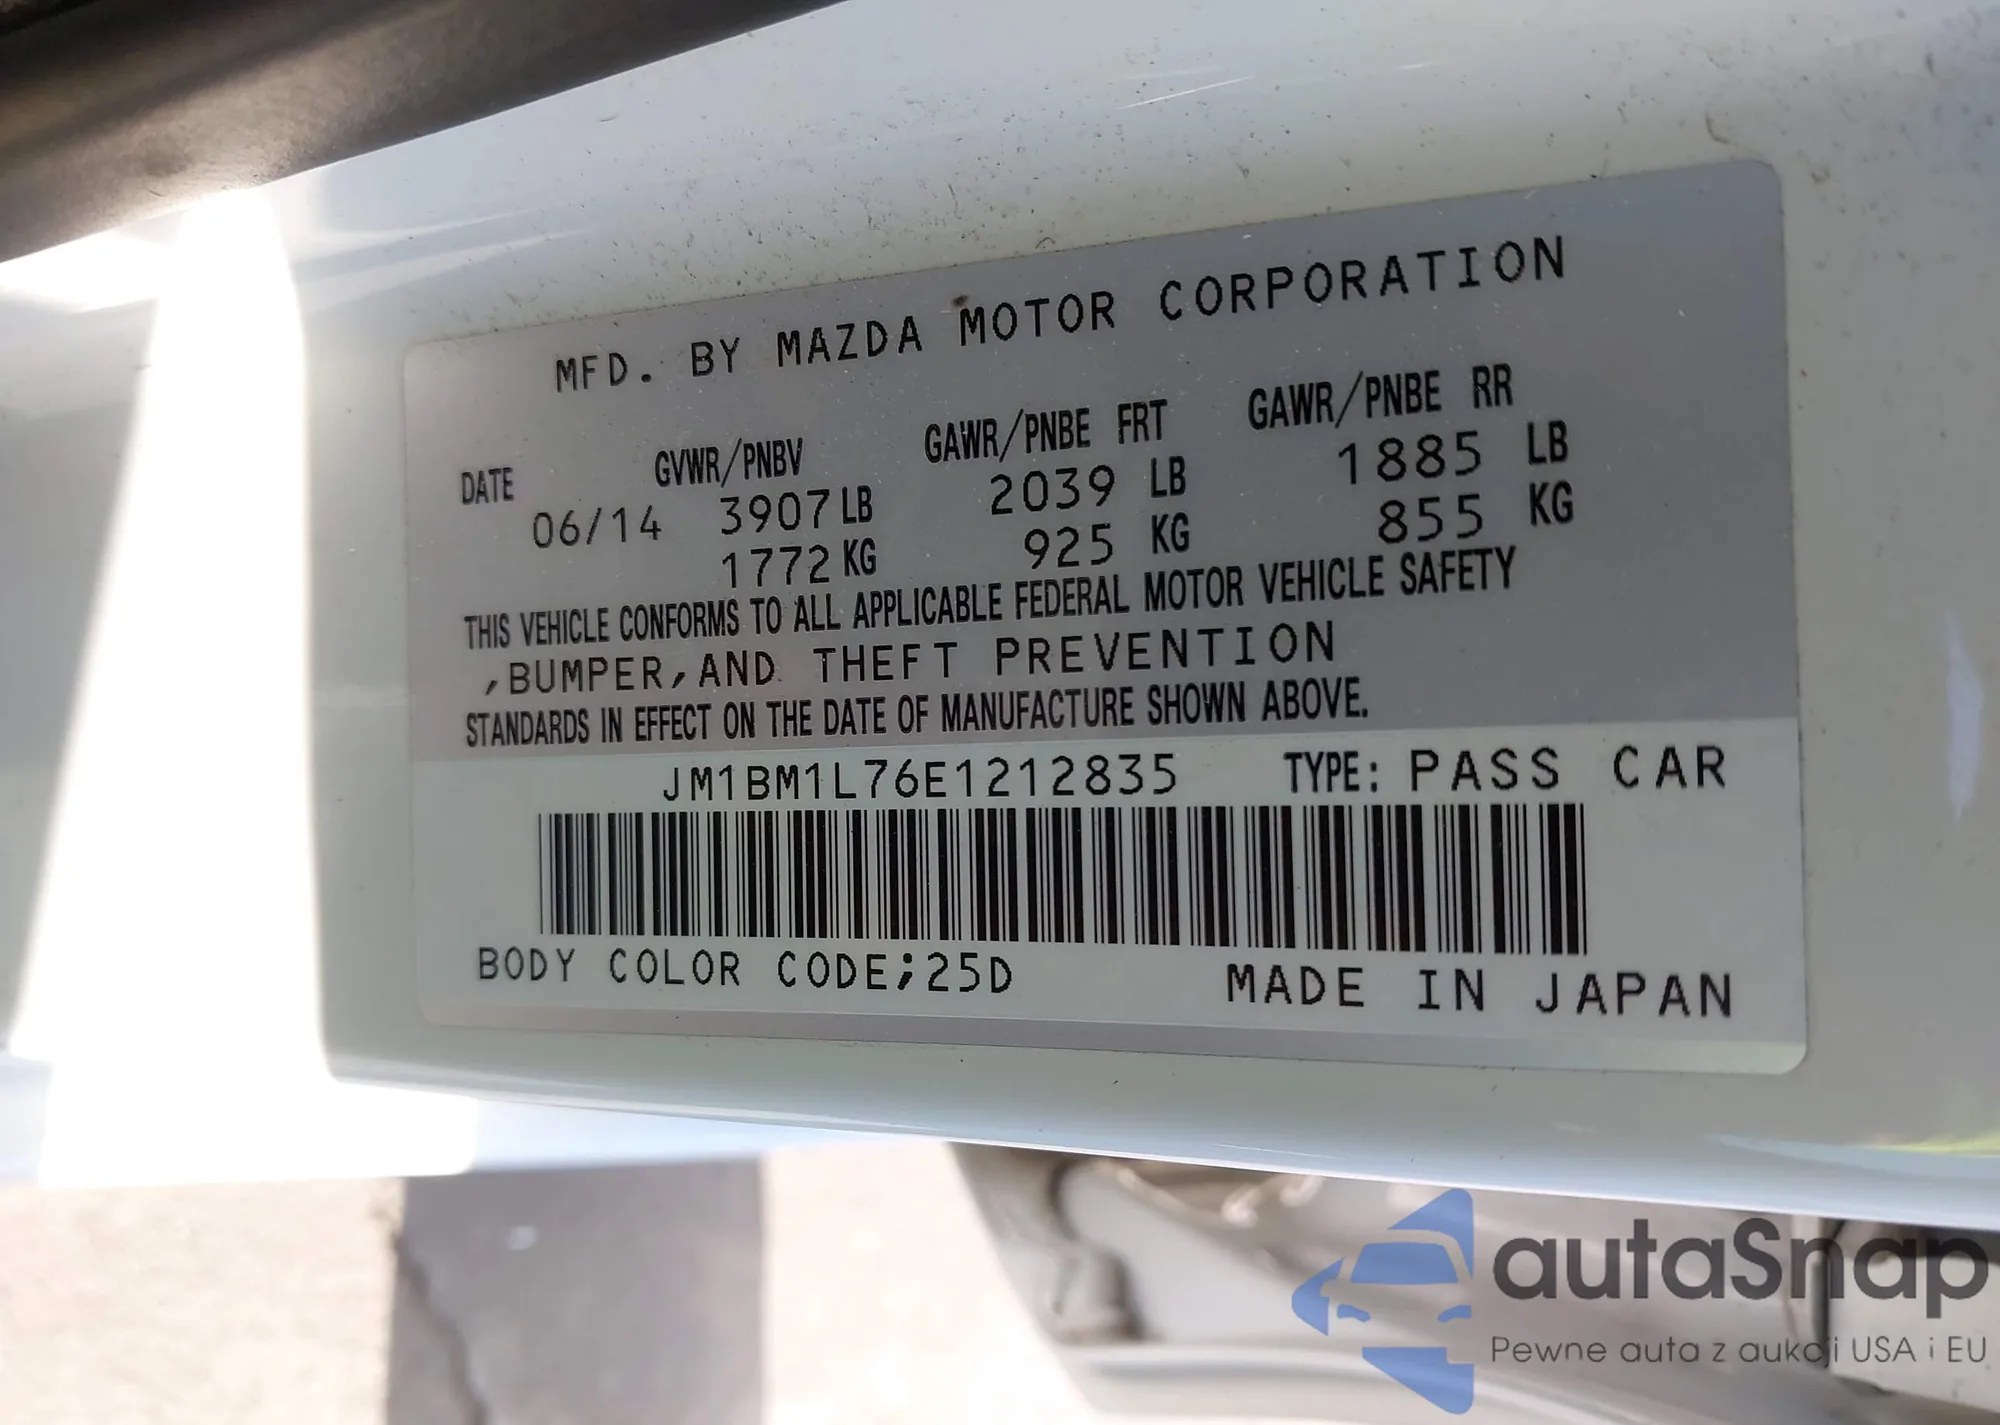 MFD. BY MAZDA MOTOR CORPORATION
DATE GVWR/PNBV GAWR/PNBE FRT GAWR/PNBE RR
06/14 3907 LB 2039 LB 1885 LB
1772 KG 925 KG 855 KG
THIS VEHICLE CONFORMS TO ALL APPLICABLE FEDERAL MOTOR VEHICLE SAFETY
,BUMPER,AND THEFT PREVENTION
STANDARDS IN EFFECT ON THE DATE OF MANUFACTURE SHOWN ABOVE.
JM1BM1L76E1212835 TYPE: PASS CAR
BODY COLOR CODE;25D MADE IN JAPAN
autaSnap
Pewne auta z aukcji USA i EU